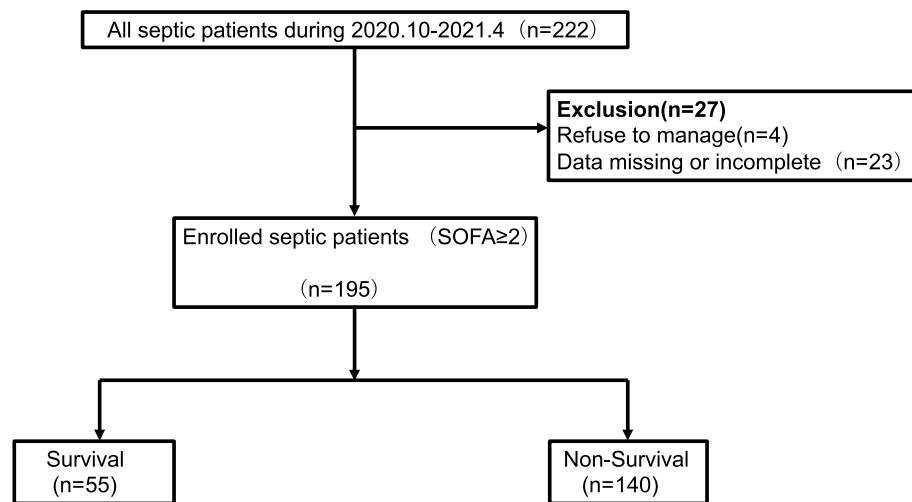 All septic patients during 2020.10-2021.4（n=222）
Exclusion(n=27)
Refuse to manage(n=4)
Data missing or incomplete（n=23）
Enrolled septic patients （SOFA≥2）
（n=195）
Survival
(n=55)
Non-Survival
(n=140)